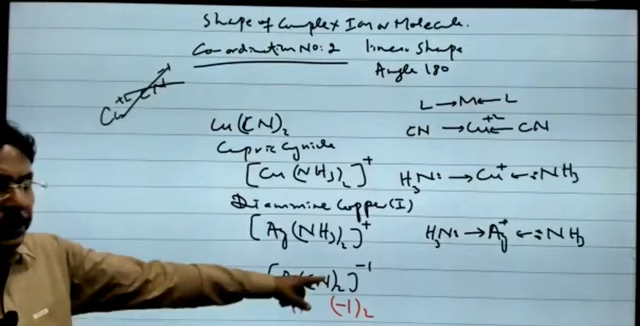 Shape of Complex Ion or Molecule.
Coordination No: 2 linear Shape
Angle 180
L → M ← L
Cu(CN)₂
CN → Cu⁺² ← CN
Cupric Cynide
[Cu(NH₃)₂]⁺
H₃N: → Cu⁺ ← :NH₃
Diammine Copper(I)
[Ag(NH₃)₂]⁺
H₃N: → Ag⁺ ← :NH₃
(-1)₂